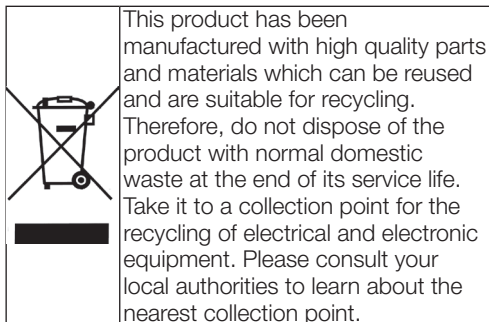 This product has been
manufactured with high quality parts
and materials which can be reused
and are suitable for recycling.
Therefore, do not dispose of the
product with normal domestic
waste at the end of its service life.
Take it to a collection point for the
recycling of electrical and electronic
equipment. Please consult your
local authorities to learn about the
nearest collection point.